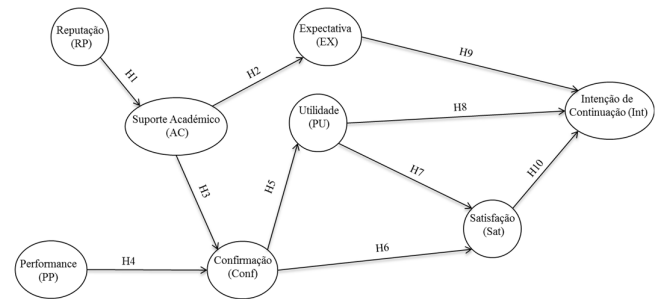 Reputação
(RP)
H1
Suporte Académico
(AC)
H2
Expectativa
(EX)
H9
Intenção de
Continuação (Int)
Utilidade
(PU)
H8
H7
H10
H3
H5
Satisfação
(Sat)
Performance
(PP)
H4
Confirmação
(Conf)
H6